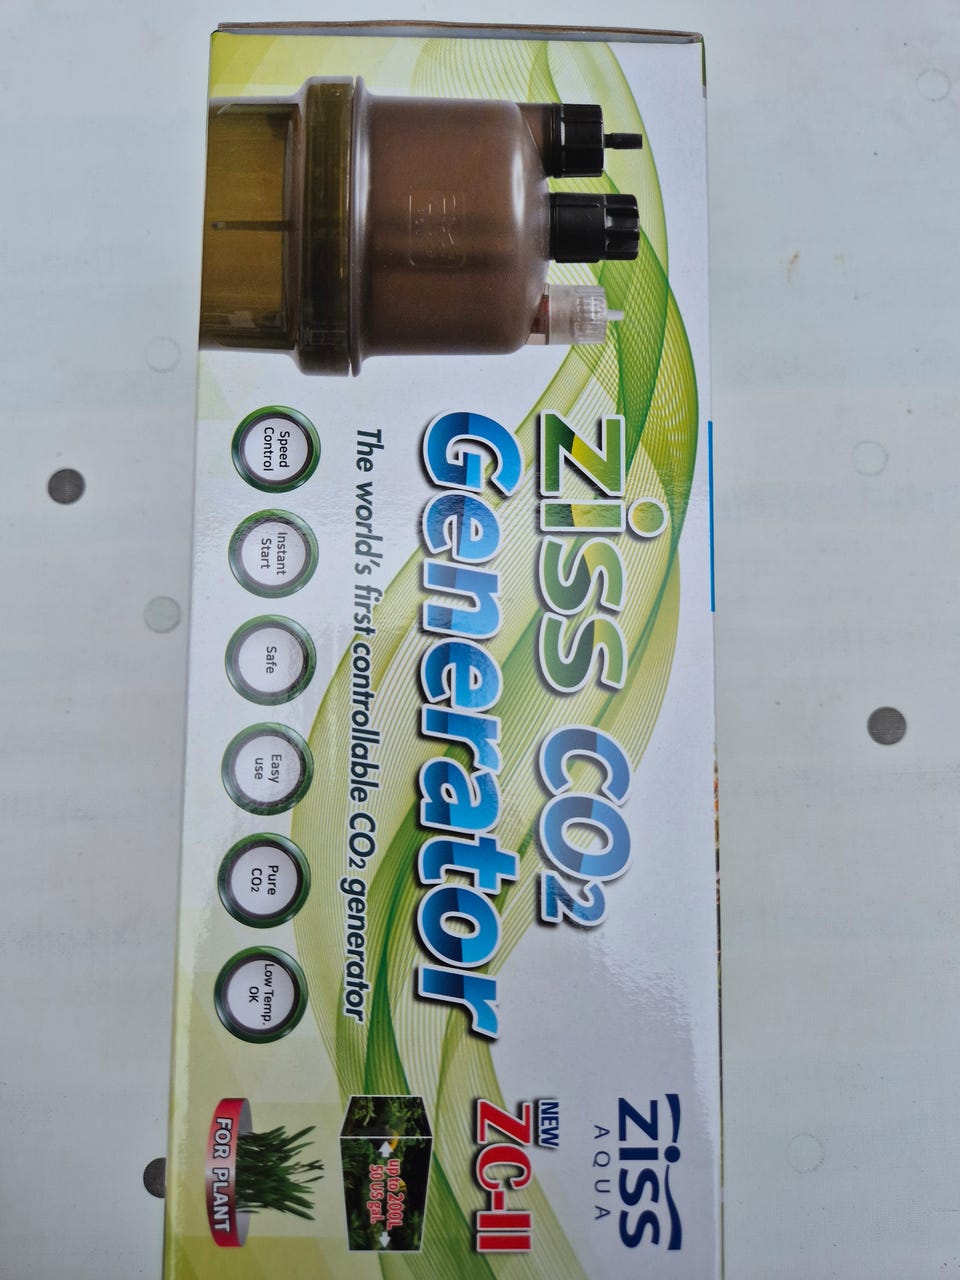 ziss
AQUA
ziss CO2
Generator
NEW
ZC-II
The world's first controllable CO2 generator
up to 200L
50 US gal.
Speed
Control
Instant
Start
Safe
Easy
use
Pure
CO2
Low Temp.
OK
FOR PLANT